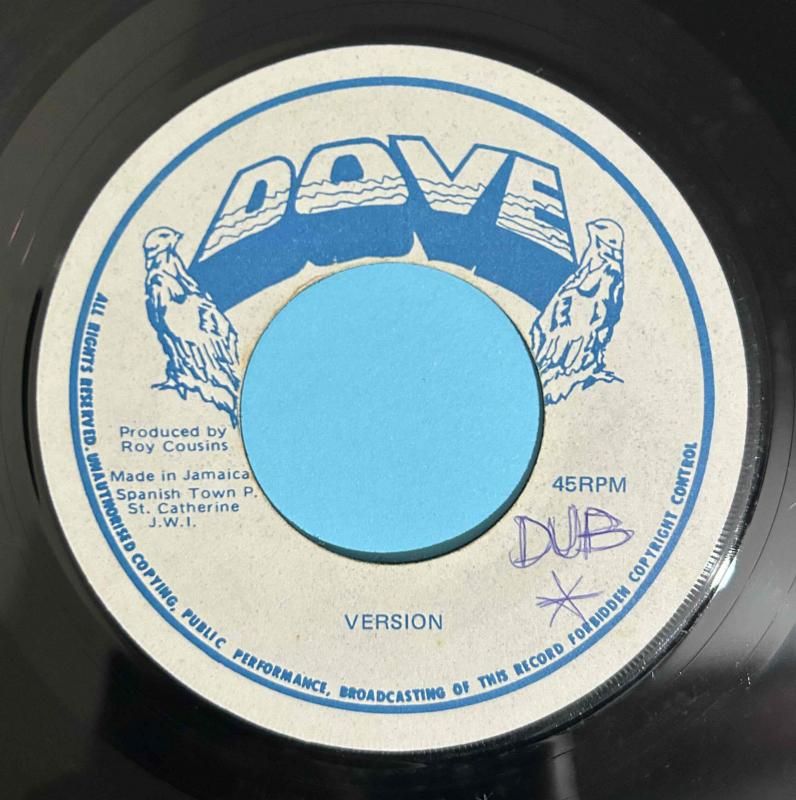 DOVE
Produced by
Roy Cousins
Made in Jamaica
Spanish Town P.
St. Catherine
J.W.I.
45RPM
DUB
VERSION
ALL RIGHTS RESERVED. UNAUTHORISED COPYING, PUBLIC PERFORMANCE, BROADCASTING OF THIS RECORD FORBIDDEN COPYRIGHT CONTROL